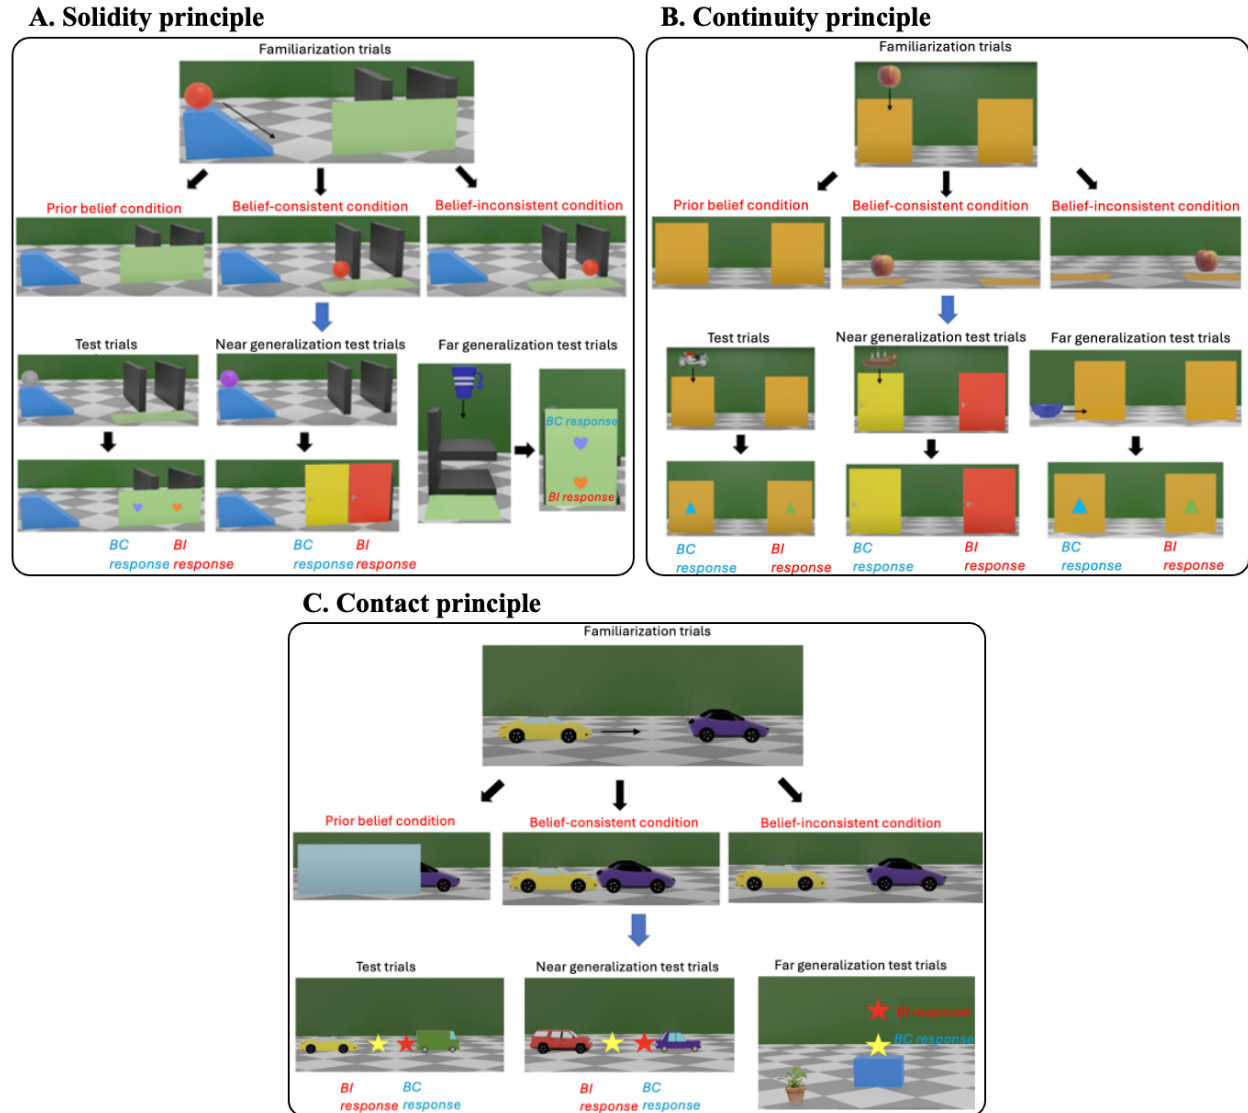 A. Solidity principle
Familiarization trials
Prior belief condition
Belief-consistent condition
Belief-inconsistent condition
Test trials
Near generalization test trials
Far generalization test trials
BC response
BI response
BC
response
BI
response
BC
response
BI
response
B. Continuity principle
Familiarization trials
Prior belief condition
Belief-consistent condition
Belief-inconsistent condition
Test trials
Near generalization test trials
Far generalization test trials
BC
response
BI
response
BC
response
BI
response
BC
response
BI
response
C. Contact principle
Familiarization trials
Prior belief condition
Belief-consistent condition
Belief-inconsistent condition
Test trials
Near generalization test trials
Far generalization test trials
BI response
BC response
BI
response
BC
response
BI
response
BC
response